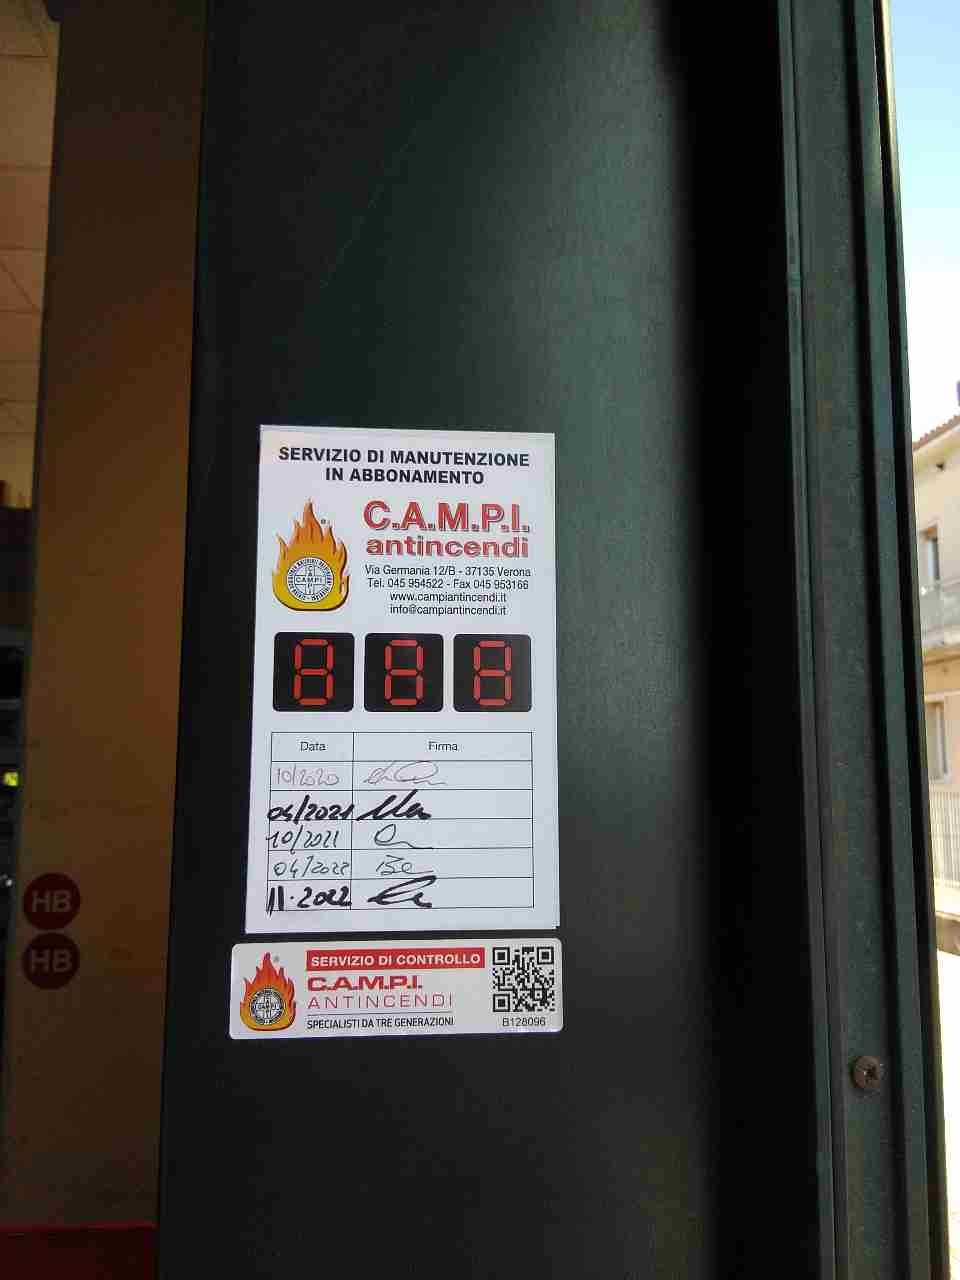 SERVIZIO DI MANUTENZIONE
IN ABBONAMENTO
C.A.M.P.I.
antincendi
Via Germania 12/B - 37135 Verona
Tel. 045 954522 - Fax 045 953166
www.campiantincendi.it
info@campiantincendi.it
CAMPI
Data Firma
10/2020
04/2021
10/2021
04/2022
11.2022
HB
HB
SERVIZIO DI CONTROLLO
C.A.M.P.I.
ANTINCENDI
SPECIALISTI DA TRE GENERAZIONI
B128096